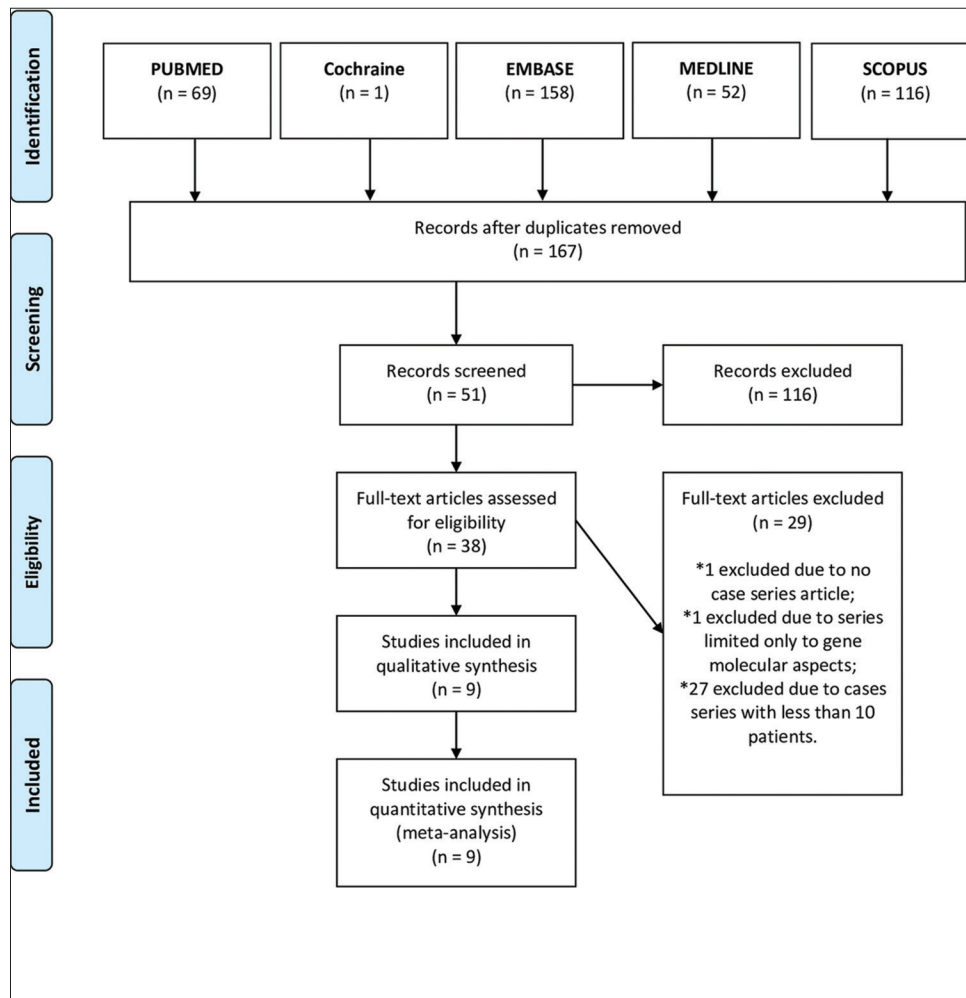 Identification
PUBMED
(n = 69)
Cochraine
(n = 1)
EMBASE
(n = 158)
MEDLINE
(n = 52)
SCOPUS
(n = 116)
Records after duplicates removed
(n = 167)
Screening
Records screened
(n = 51)
Records excluded
(n = 116)
Eligibility
Full-text articles assessed
for eligibility
(n = 38)
Full-text articles excluded
(n = 29)
*1 excluded due to no
case series article;
*1 excluded due to series
limited only to gene
molecular aspects;
*27 excluded due to cases
series with less than 10
patients.
Studies included in
qualitative synthesis
(n = 9)
Included
Studies included in
quantitative synthesis
(meta-analysis)
(n = 9)